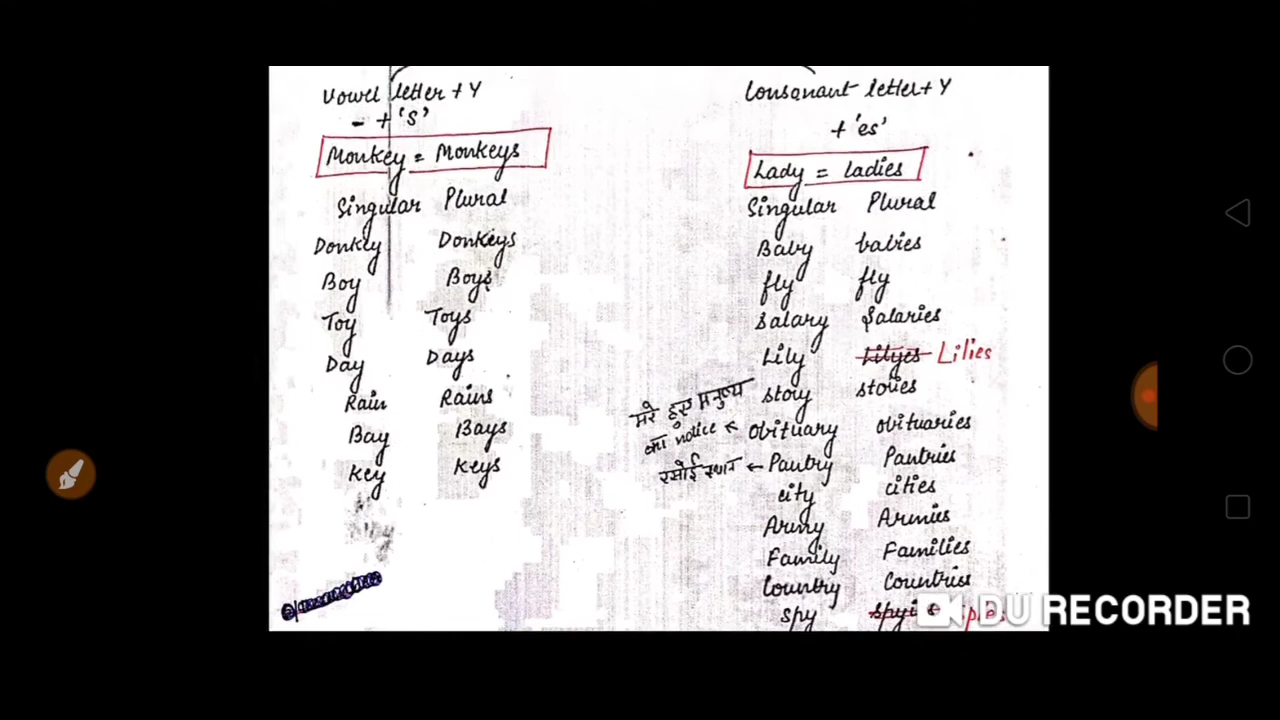 Vowel letter + Y
- + 'S'
Monkey = Monkeys
Singular Plural
Donkey Donkeys
Boy Boys
Toy Toys
Day Days
Rain Rains
Bay Bays
Key Keys
Consonant letter + Y
+ 'es'
Lady = Ladies
Singular Plural
Baby babies
fly fly
Salary Salaries
Lily Lilyes Lilies
story stories
मरे हुए मनुष्य
का notice ← Obituary obituaries
रसोई स्थान ← Pantry Pantries
city cities
Army Armies
Family Families
Country Countries
Spy
DU RECORDER